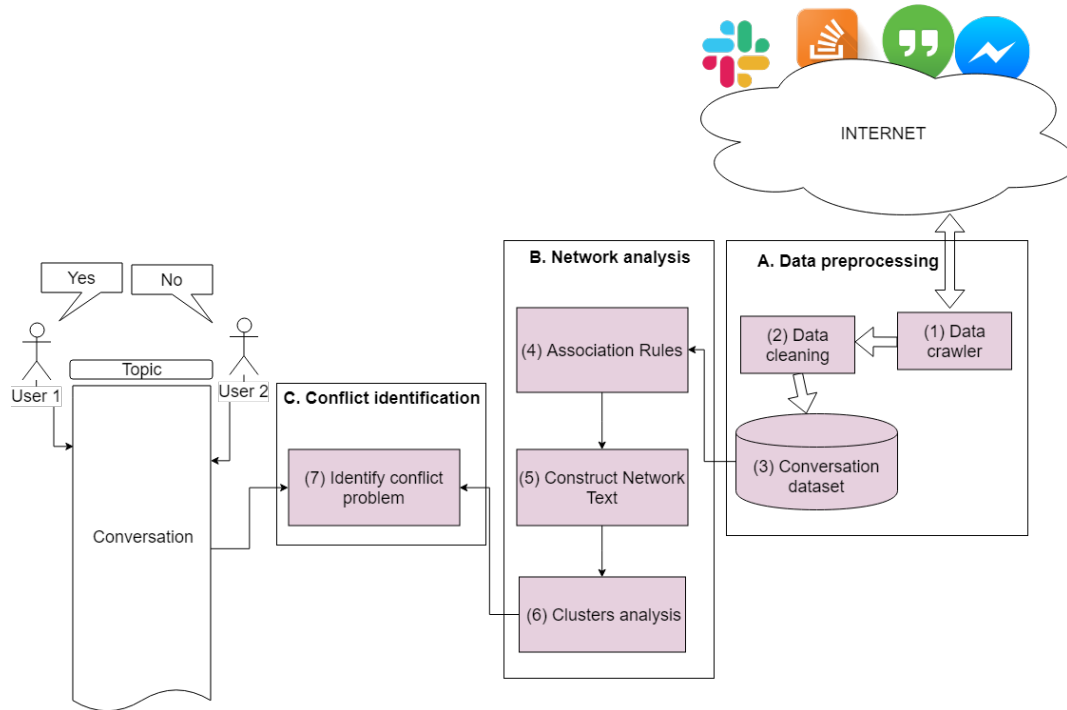 INTERNET
B. Network analysis
A. Data preprocessing
Yes
No
(4) Association Rules
(2) Data
cleaning
(1) Data
crawler
Topic
User 1
User 2
C. Conflict identification
(7) Identify conflict
problem
(5) Construct Network
Text
(3) Conversation
dataset
Conversation
(6) Clusters analysis